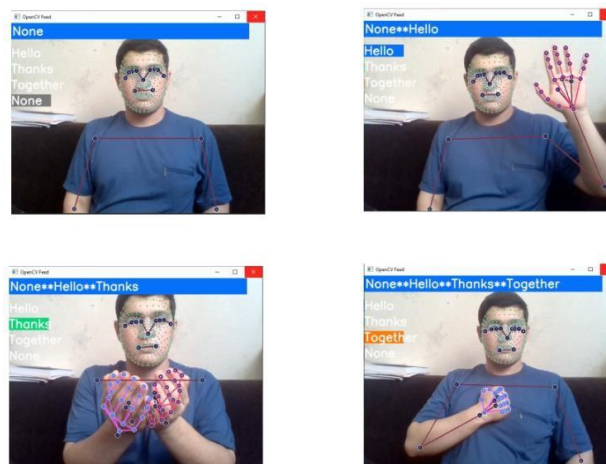 OpenCV Feed
None
Hello
Thanks
Together
None
OpenCV Feed
None**Hello
Hello
Thanks
Together
None
OpenCV Feed
None**Hello**Thanks
Hello
Thanks
Together
None
OpenCV Feed
None**Hello**Thanks**Together
Hello
Thanks
Together
None